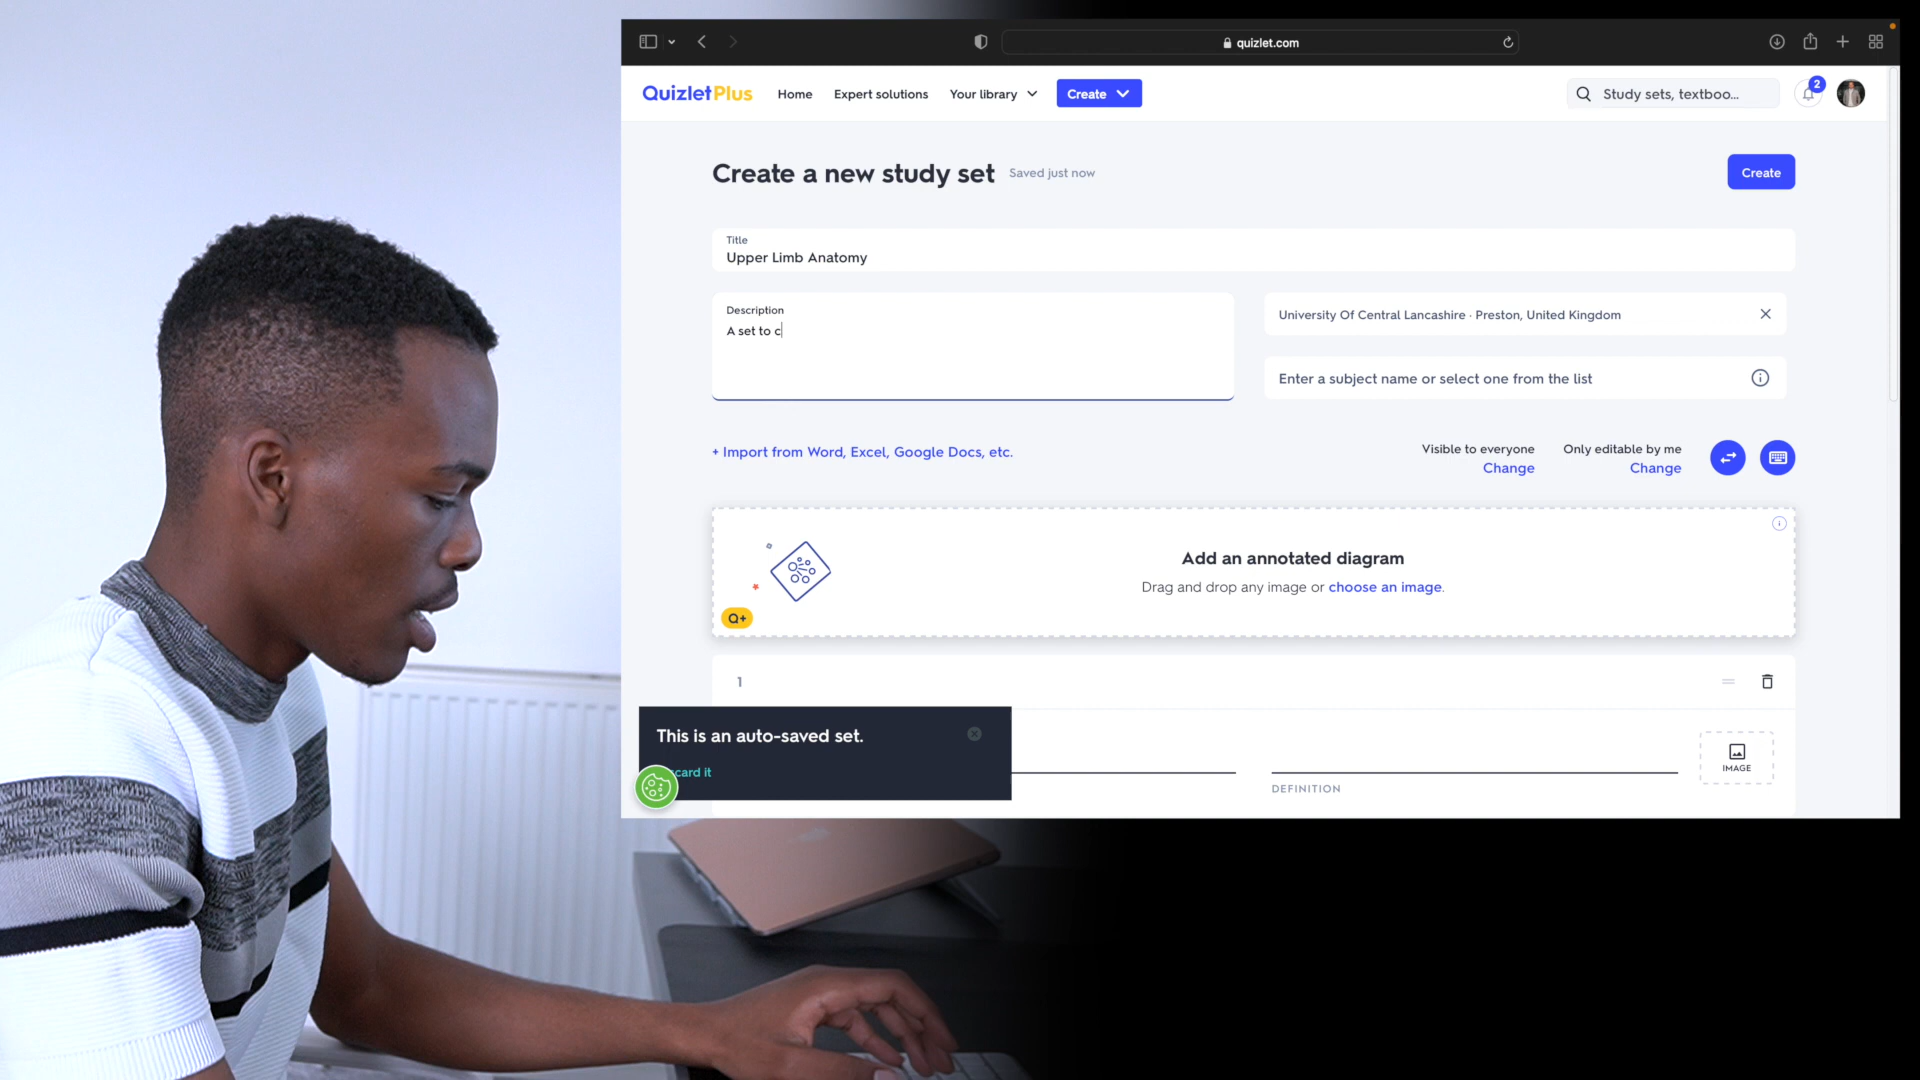 quizlet.com
QuizletPlus Home Expert solutions Your library Create Study sets, textboo... 2
Create a new study set Saved just now Create
Title
Upper Limb Anatomy
Description
A set to c
University Of Central Lancashire · Preston, United Kingdom
Enter a subject name or select one from the list
+ Import from Word, Excel, Google Docs, etc.
Visible to everyone
Change
Only editable by me
Change
Add an annotated diagram
Drag and drop any image or choose an image.
Q+
1
This is an auto-saved set.
card it
IMAGE
DEFINITION